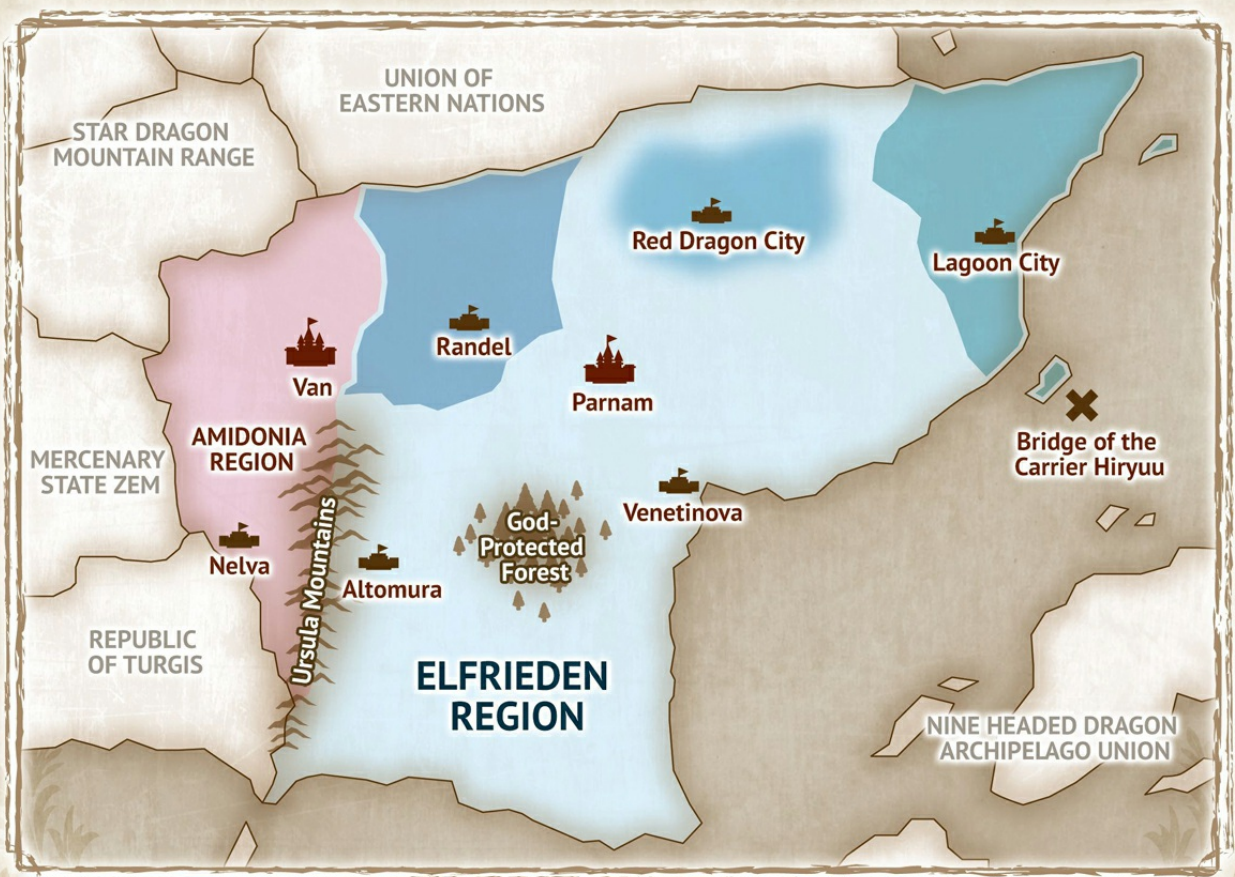 UNION OF
EASTERN NATIONS
STAR DRAGON
MOUNTAIN RANGE
Red Dragon City
Lagoon City
Randel
Van
Parnam
AMIDONIA
REGION
MERCENARY
STATE ZEM
Bridge of the
Carrier Hiryuu
Venetinova
God-
Protected
Forest
Nelva
Ursula Mountains
Altomura
REPUBLIC
OF TURGIS
ELFRIEDEN
REGION
NINE HEADED DRAGON
ARCHIPELAGO UNION